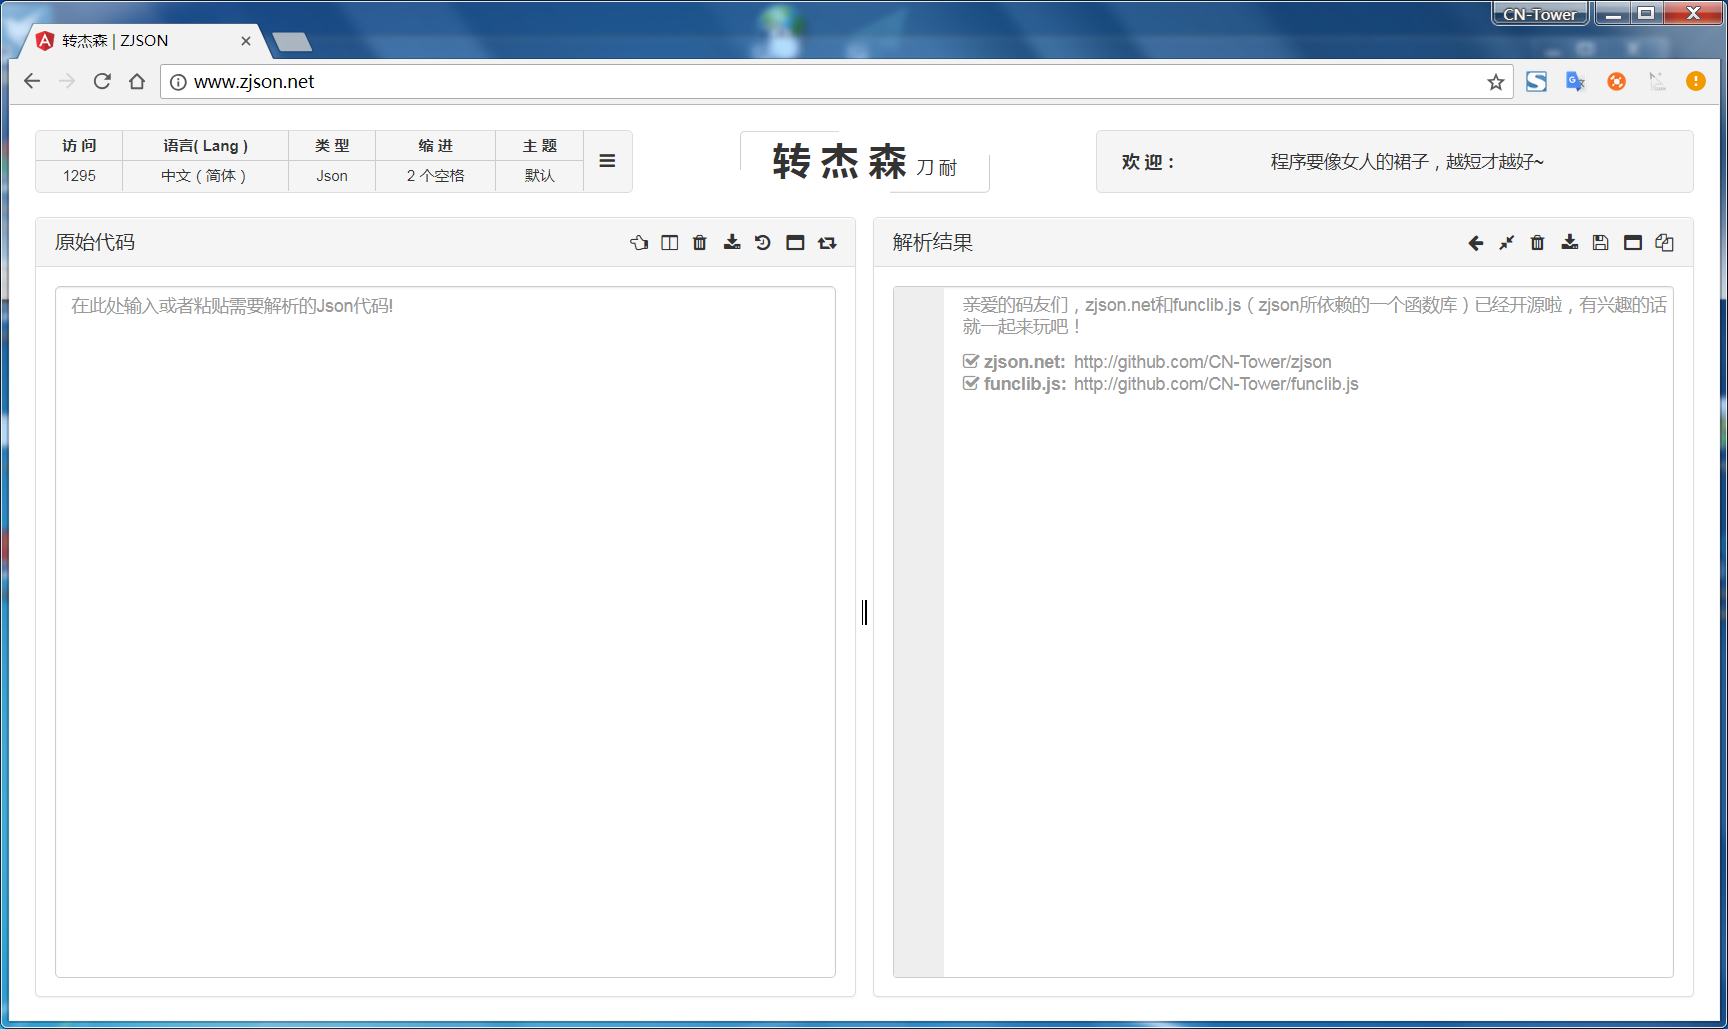 CN-Tower
转杰森 | ZJSON
www.zjson.net
访 问 语言( Lang ) 类 型 缩 进 主 题
1295 中文（简体） Json 2 个空格 默认
转 杰 森 刀 耐
欢 迎： 程序要像女人的裙子，越短才越好~
原始代码
在此处输入或者粘贴需要解析的Json代码!
解析结果
亲爱的码友们，zjson.net和funclib.js（zjson所依赖的一个函数库）已经开源啦，有兴趣的话
就一起来玩吧！
zjson.net: http://github.com/CN-Tower/zjson
funclib.js: http://github.com/CN-Tower/funclib.js